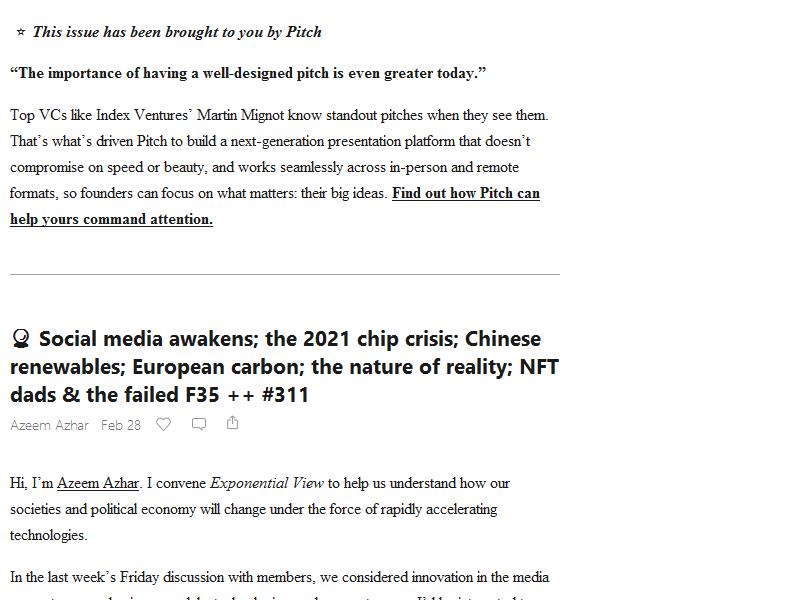 ☆ This issue has been brought to you by Pitch
“The importance of having a well-designed pitch is even greater today.”
Top VCs like Index Ventures’ Martin Mignot know standout pitches when they see them.
That’s what’s driven Pitch to build a next-generation presentation platform that doesn’t
compromise on speed or beauty, and works seamlessly across in-person and remote
formats, so founders can focus on what matters: their big ideas. Find out how Pitch can
help yours command attention.
🔮 Social media awakens; the 2021 chip crisis; Chinese
renewables; European carbon; the nature of reality; NFT
dads & the failed F35 ++ #311
Azeem Azhar Feb 28
Hi, I’m Azeem Azhar. I convene Exponential View to help us understand how our
societies and political economy will change under the force of rapidly accelerating
technologies.
In the last week’s Friday discussion with members, we considered innovation in the media